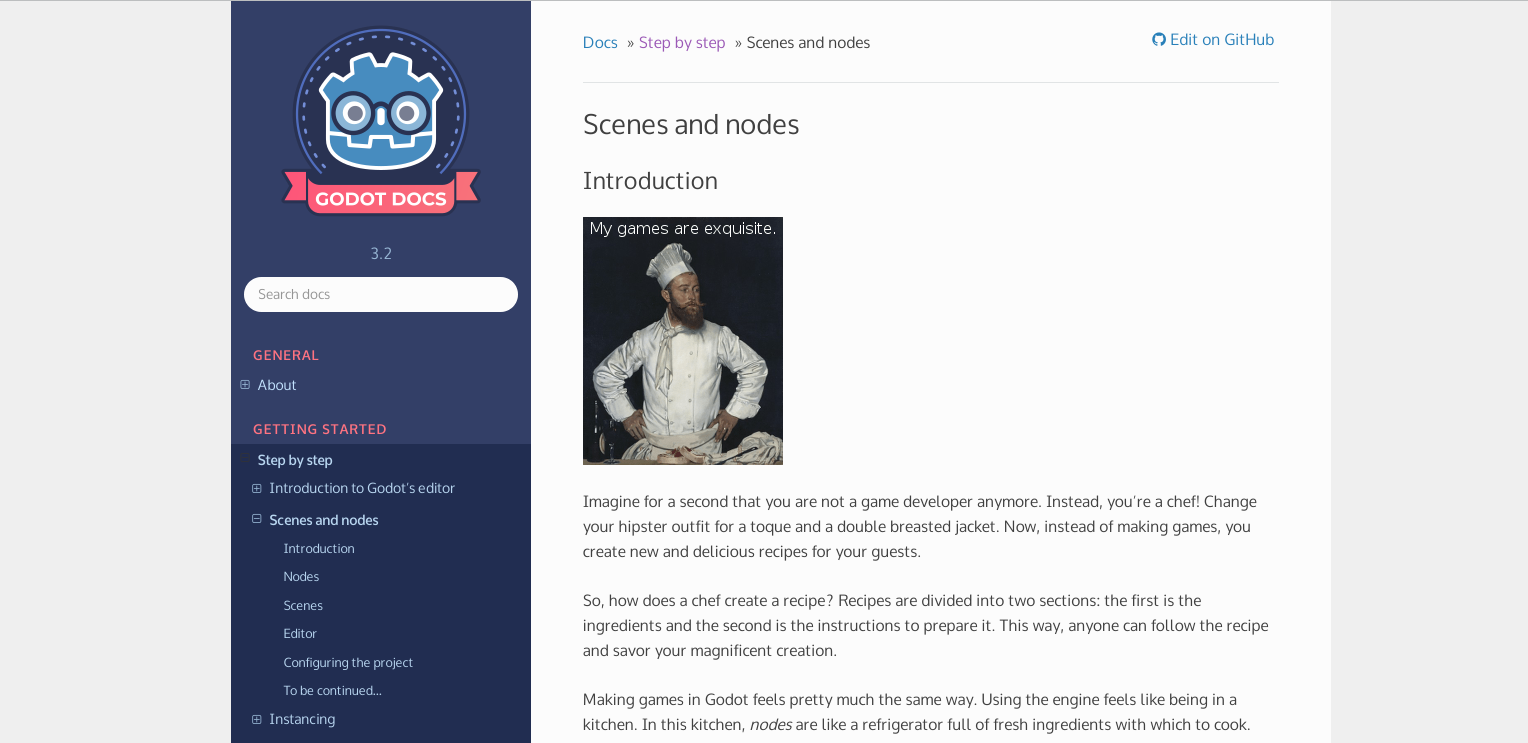 GODOT DOCS
3.2
Search docs
GENERAL
About
GETTING STARTED
Step by step
Introduction to Godot's editor
Scenes and nodes
Introduction
Nodes
Scenes
Editor
Configuring the project
To be continued...
Instancing
Docs » Step by step » Scenes and nodes
Edit on GitHub
Scenes and nodes
Introduction
My games are exquisite.
Imagine for a second that you are not a game developer anymore. Instead, you're a chef! Change
your hipster outfit for a toque and a double breasted jacket. Now, instead of making games, you
create new and delicious recipes for your guests.
So, how does a chef create a recipe? Recipes are divided into two sections: the first is the
ingredients and the second is the instructions to prepare it. This way, anyone can follow the recipe
and savor your magnificent creation.
Making games in Godot feels pretty much the same way. Using the engine feels like being in a
kitchen. In this kitchen, nodes are like a refrigerator full of fresh ingredients with which to cook.